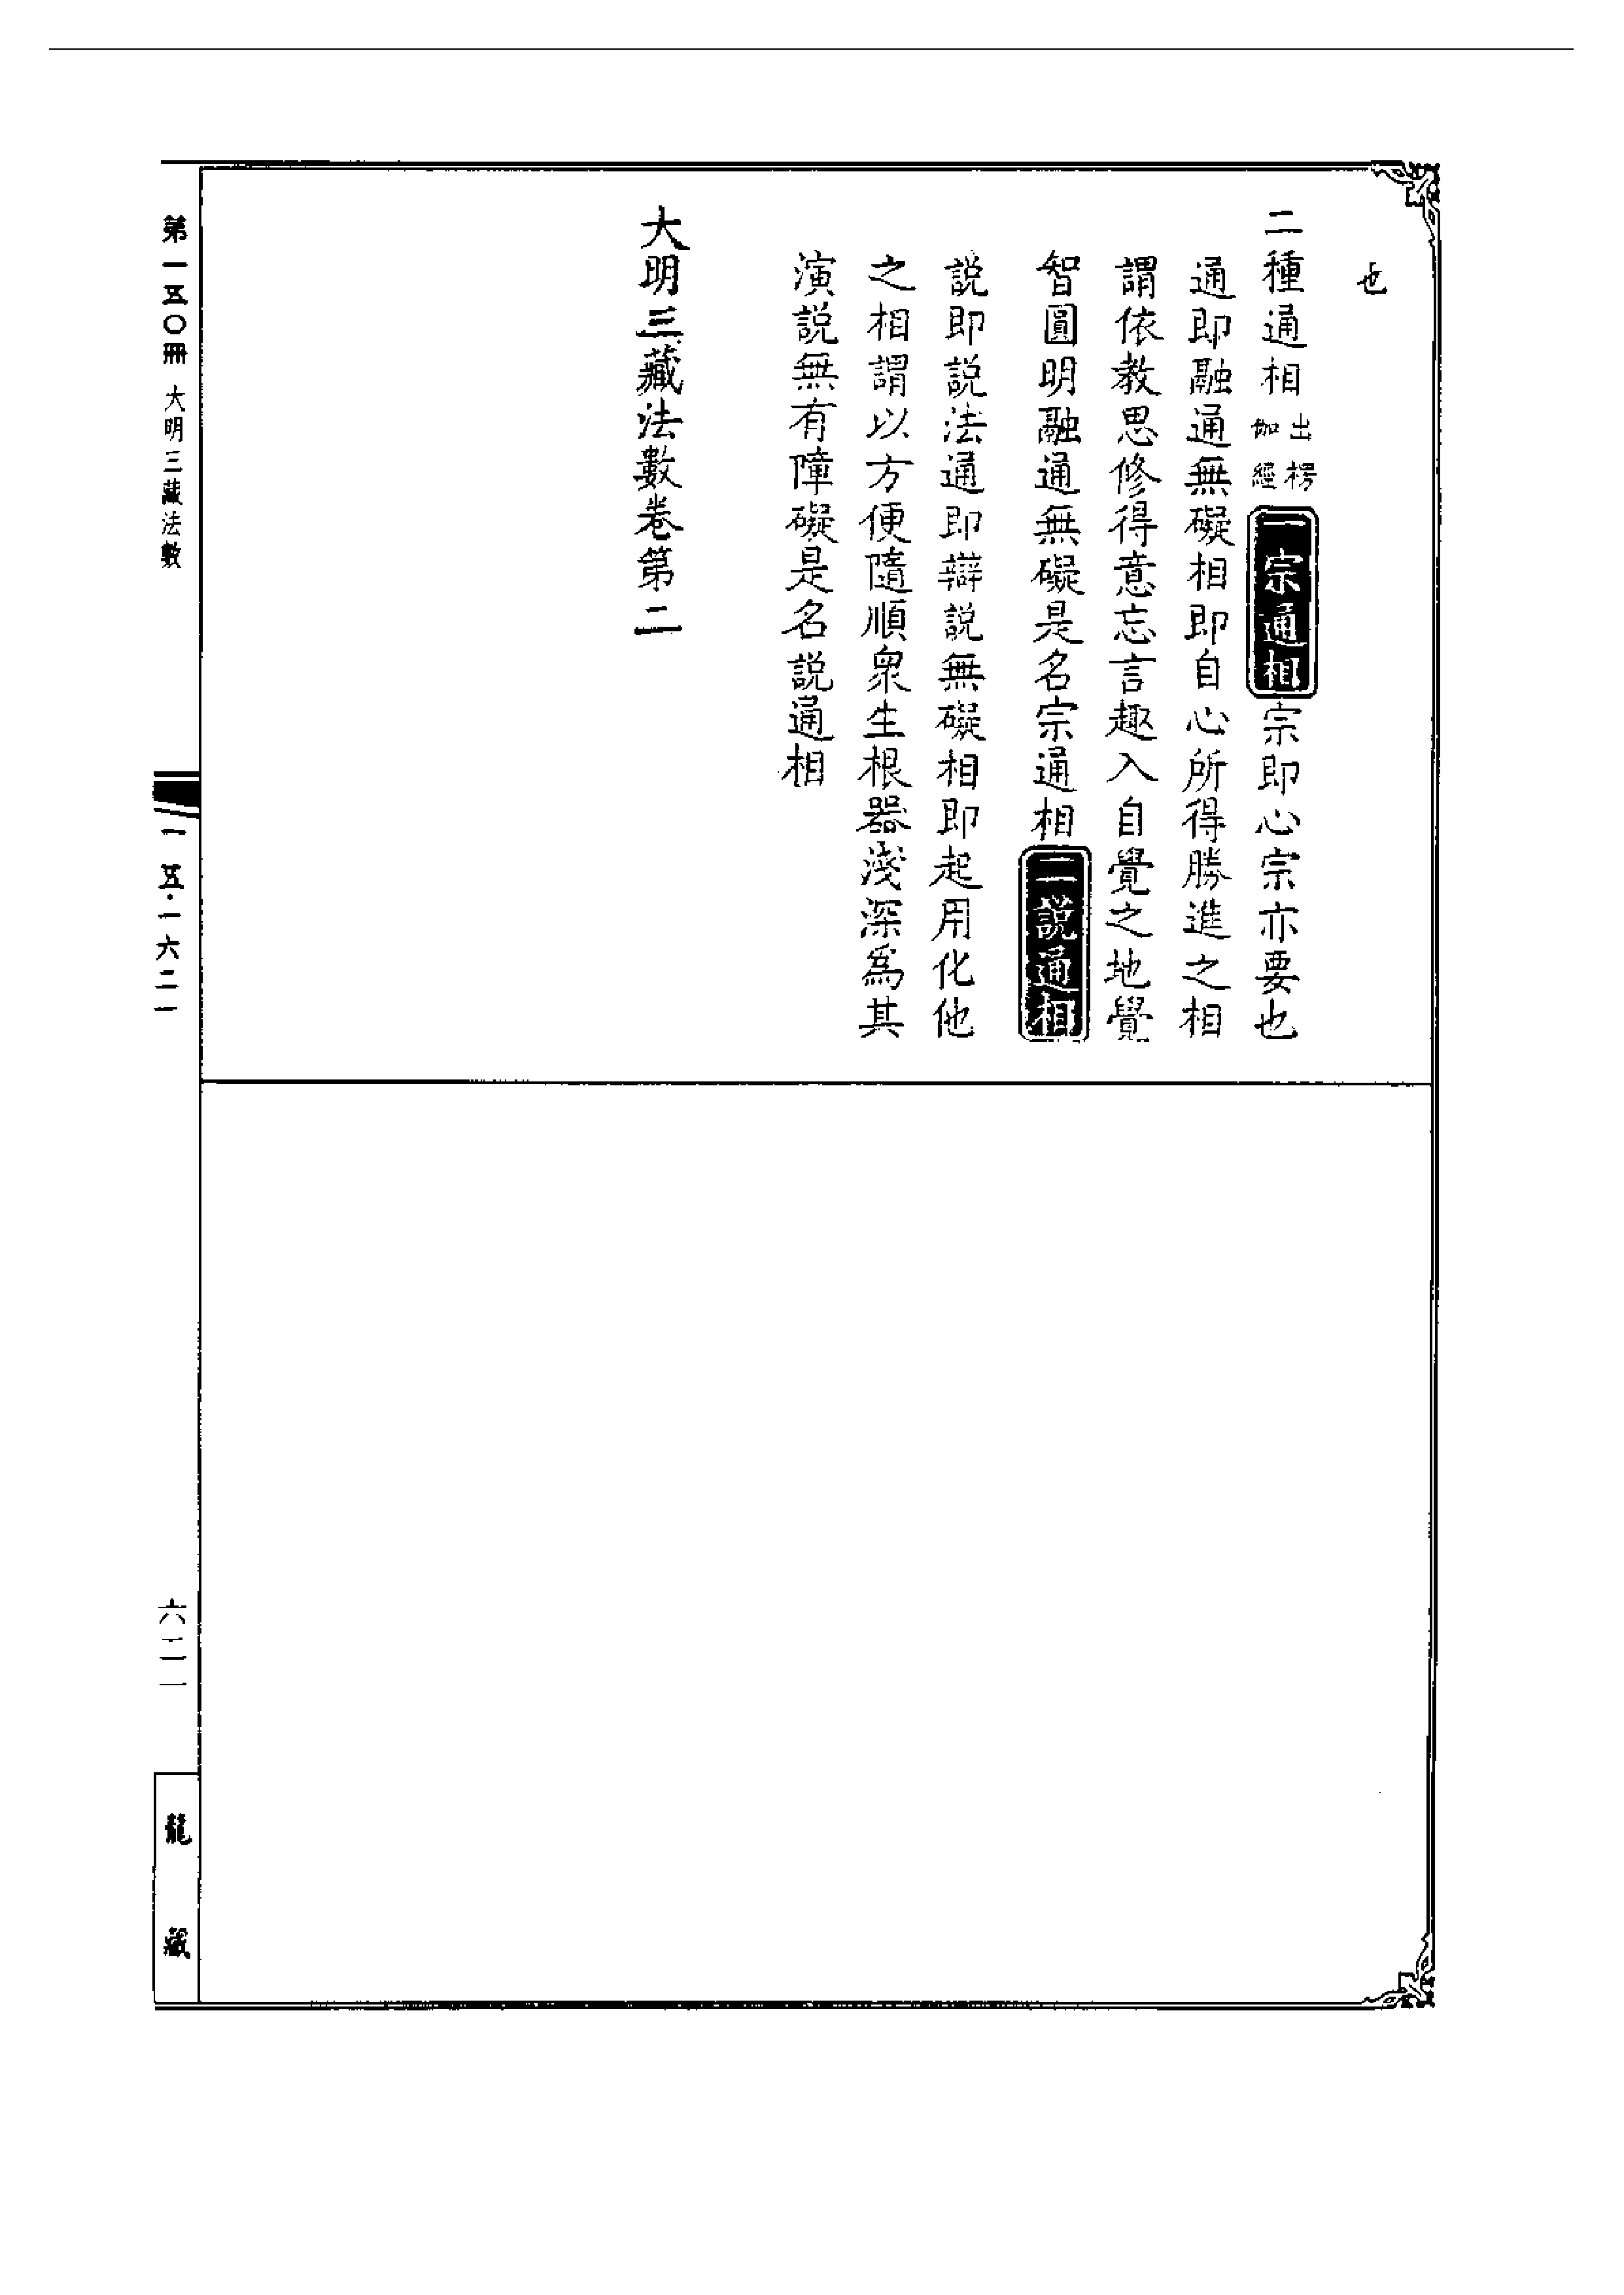 也
二種通相出楞伽經一宗通相宗即心宗亦要也
通即融通無礙相即自心所得勝進之相
謂依教思修得意忘言趣入自覺之地覺
智圓明融通無礙是名宗通相二説通相
説即説法通即辯説無礙相即起用化他
之相謂以方便隨順衆生根器淺深爲其
演説無有障礙是名説通相
大明三藏法數卷第二
第一五〇冊 大明三藏法數
一五·一六二一
六二一
龍藏